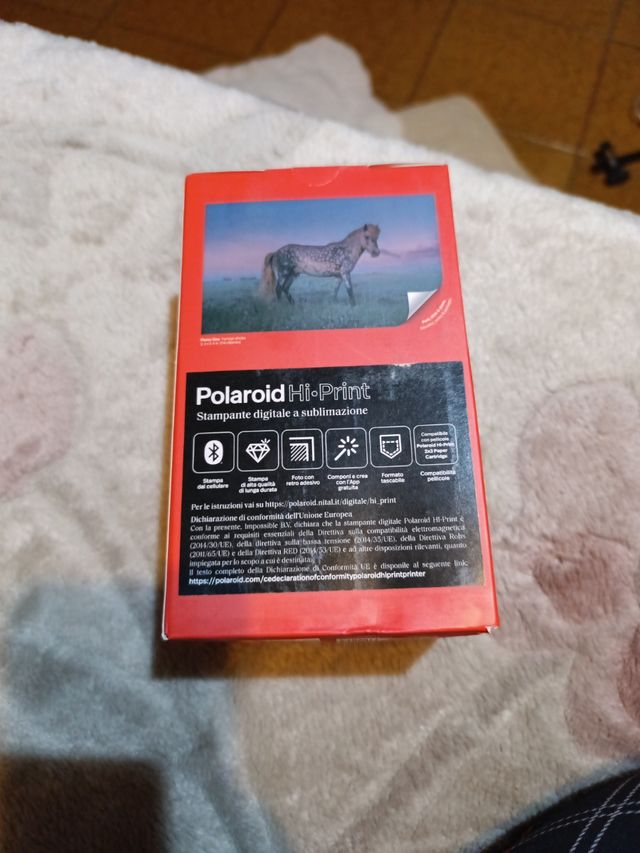 Polaroid Hi·Print
Stampante digitale a sublimazione
Stampa
dal cellulare
Stampa
di alta qualità
di lunga durata
Foto con
retro adesivo
Componi e crea
con l'App
gratuita
Formato
tascabile
Compatibile
con pellicole
Polaroid Hi-Print
2x3 Paper
Cartridge
Compatibilità
pellicole
Per le istruzioni vai su https://polaroid.nital.it/digitale/hi_print
Dichiarazione di conformità dell'Unione Europea
Con la presente, Impossible B.V. dichiara che la stampante digitale Polaroid HI-Print è
conforme ai requisiti essenziali della Direttiva sulla compatibilità elettromagnetica
(2014/30/UE), della direttiva sulla bassa tensione (2014/35/UE), della Direttiva RoHs
(2011/65/UE) e della Direttiva RED (2014/53/UE) e ad altre disposizioni rilevanti, quanto
impiegata per lo scopo a cui è destinata.
Il testo completo della Dichiarazione di Conformità UE è disponile al seguente link:
https://polaroid.com/cedeclarationofconformitypolaroidhiprintprinter